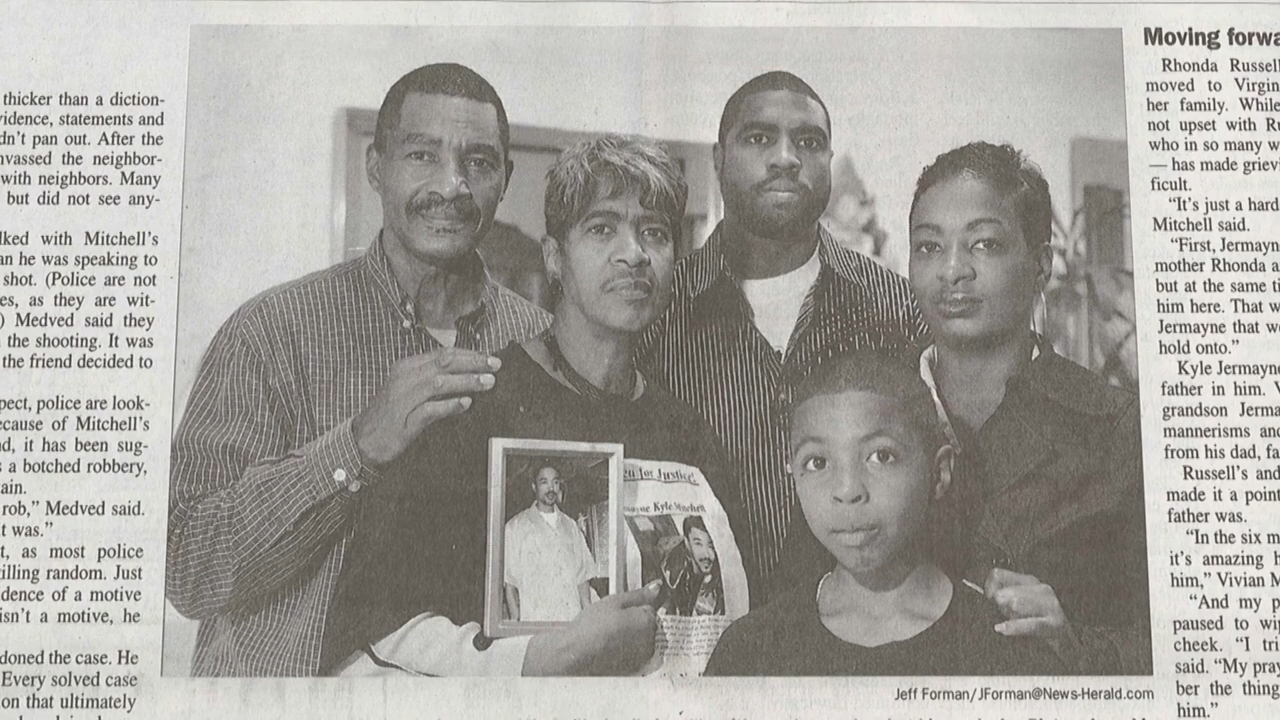 thicker than a diction-
vidence, statements and
dn't pan out. After the
nvassed the neighbor-
with neighbors. Many
but did not see any-
lked with Mitchell's
an he was speaking to
shot. (Police are not
es, as they are wit-
) Medved said they
the shooting. It was
the friend decided to
pect, police are look-
ecause of Mitchell's
d, it has been sug-
s a botched robbery,
ain.
rob,” Medved said.
t was.”
t, as most police
illing random. Just
dence of a motive
isn't a motive, he
doned the case. He
Every solved case
on that ultimately
for Justice!
Kyle Mitchell
Jeff Forman/JForman@News-Herald.com
Moving forwa
Rhonda Russell
moved to Virgin
her family. While
not upset with Ru
who in so many w
— has made grievi
ficult.
“It's just a hard
Mitchell said.
“First, Jermayn
mother Rhonda a
but at the same ti
him here. That w
Jermayne that we
hold onto.”
Kyle Jermayne
father in him. V
grandson Jerma
mannerisms and
from his dad, fa
Russell's and
made it a point
father was.
“In the six m
it's amazing h
him,” Vivian M
“And my p
paused to wip
cheek. “I tri
said. “My pray
ber the thing
him.”